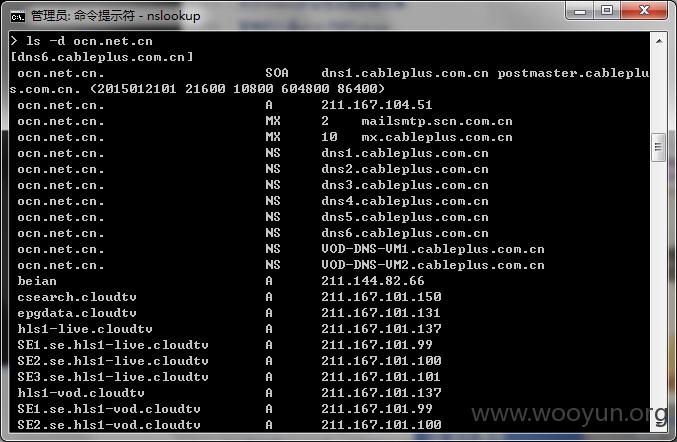 管理员: 命令提示符 - nslookup
> ls -d ocn.net.cn
[dns6.cableplus.com.cn]
ocn.net.cn. SOA dns1.cableplus.com.cn postmaster.cableplu
s.com.cn. (2015012101 21600 10800 604800 86400)
ocn.net.cn. A 211.167.104.51
ocn.net.cn. MX 2 mailsmtp.scn.com.cn
ocn.net.cn. MX 10 mx.cableplus.com.cn
ocn.net.cn. NS dns1.cableplus.com.cn
ocn.net.cn. NS dns2.cableplus.com.cn
ocn.net.cn. NS dns3.cableplus.com.cn
ocn.net.cn. NS dns4.cableplus.com.cn
ocn.net.cn. NS dns5.cableplus.com.cn
ocn.net.cn. NS dns6.cableplus.com.cn
ocn.net.cn. NS VOD-DNS-VM1.cableplus.com.cn
ocn.net.cn. NS VOD-DNS-VM2.cableplus.com.cn
beian A 211.144.82.66
csearch.cloudtv A 211.167.101.150
epgdata.cloudtv A 211.167.101.131
hls1-live.cloudtv A 211.167.101.137
SE1.se.hls1-live.cloudtv A 211.167.101.99
SE2.se.hls1-live.cloudtv A 211.167.101.100
SE3.se.hls1-live.cloudtv A 211.167.101.101
hls1-vod.cloudtv A 211.167.101.137
SE1.se.hls1-vod.cloudtv A 211.167.101.99
SE2.se.hls1-vod.cloudtv A 211.167.101.100
www.wooyun.org